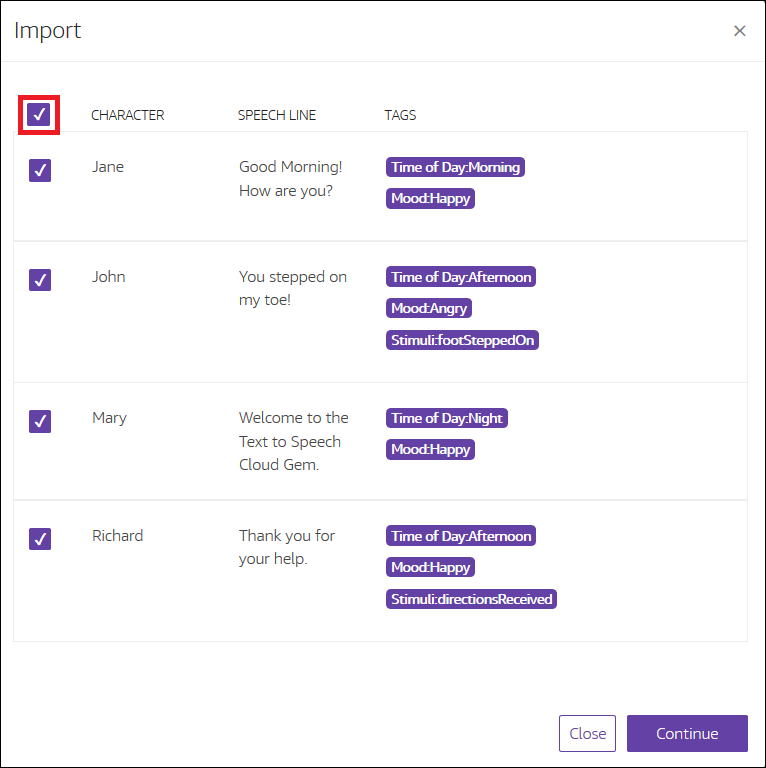 Import
CHARACTER SPEECH LINE TAGS
Jane Good Morning! Time of Day:Morning
How are you? Mood:Happy
John You stepped on Time of Day:Afternoon
my toe! Mood:Angry
Stimuli:footSteppedOn
Mary Welcome to the Time of Day:Night
Text to Speech Mood:Happy
Cloud Gem.
Richard Thank you for Time of Day:Afternoon
your help. Mood:Happy
Stimuli:directionsReceived
Close Continue